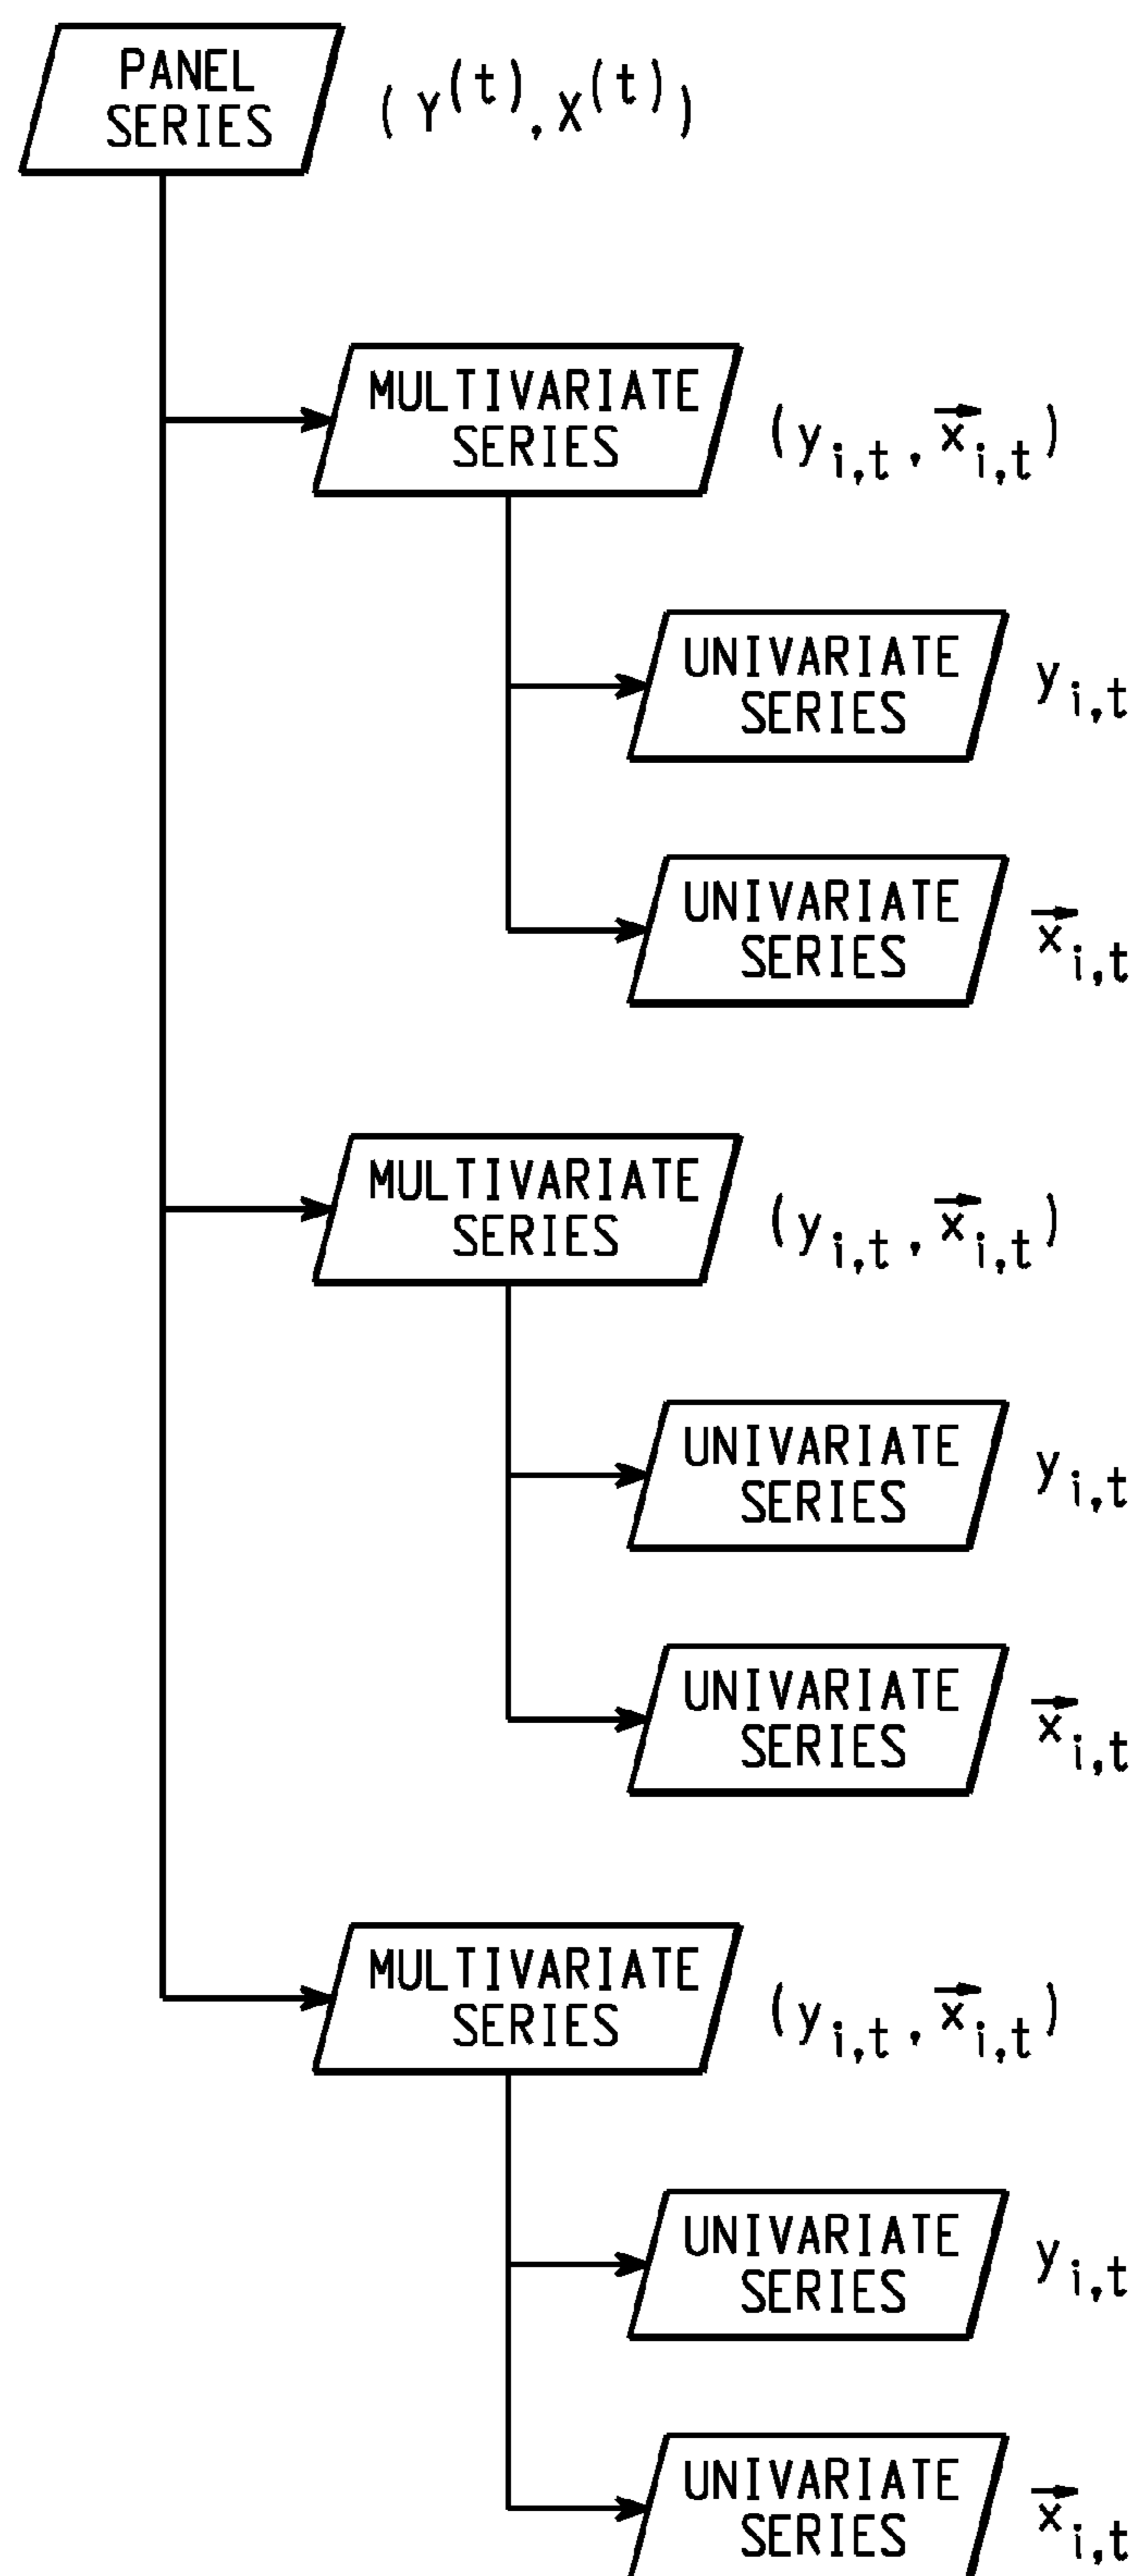 PANEL
SERIES
(Y^(t), X^(t))
MULTIVARIATE
SERIES
(y_i,t, x⃗_i,t)
UNIVARIATE
SERIES
y_i,t
UNIVARIATE
SERIES
x⃗_i,t
MULTIVARIATE
SERIES
(y_i,t, x⃗_i,t)
UNIVARIATE
SERIES
y_i,t
UNIVARIATE
SERIES
x⃗_i,t
MULTIVARIATE
SERIES
(y_i,t, x⃗_i,t)
UNIVARIATE
SERIES
y_i,t
UNIVARIATE
SERIES
x⃗_i,t